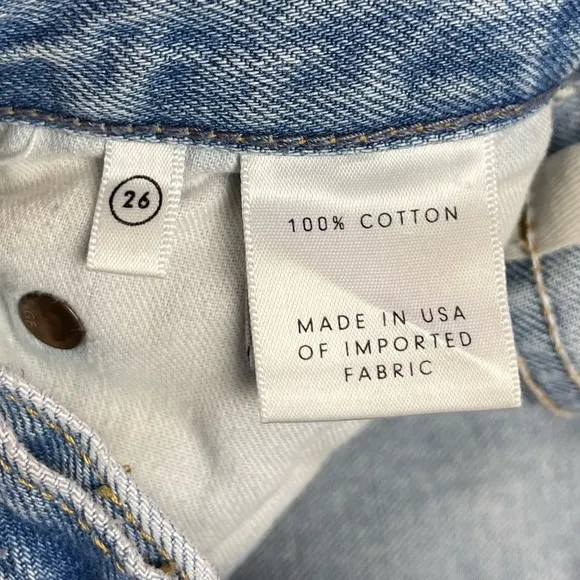 26
100% COTTON
MADE IN USA
OF IMPORTED
FABRIC